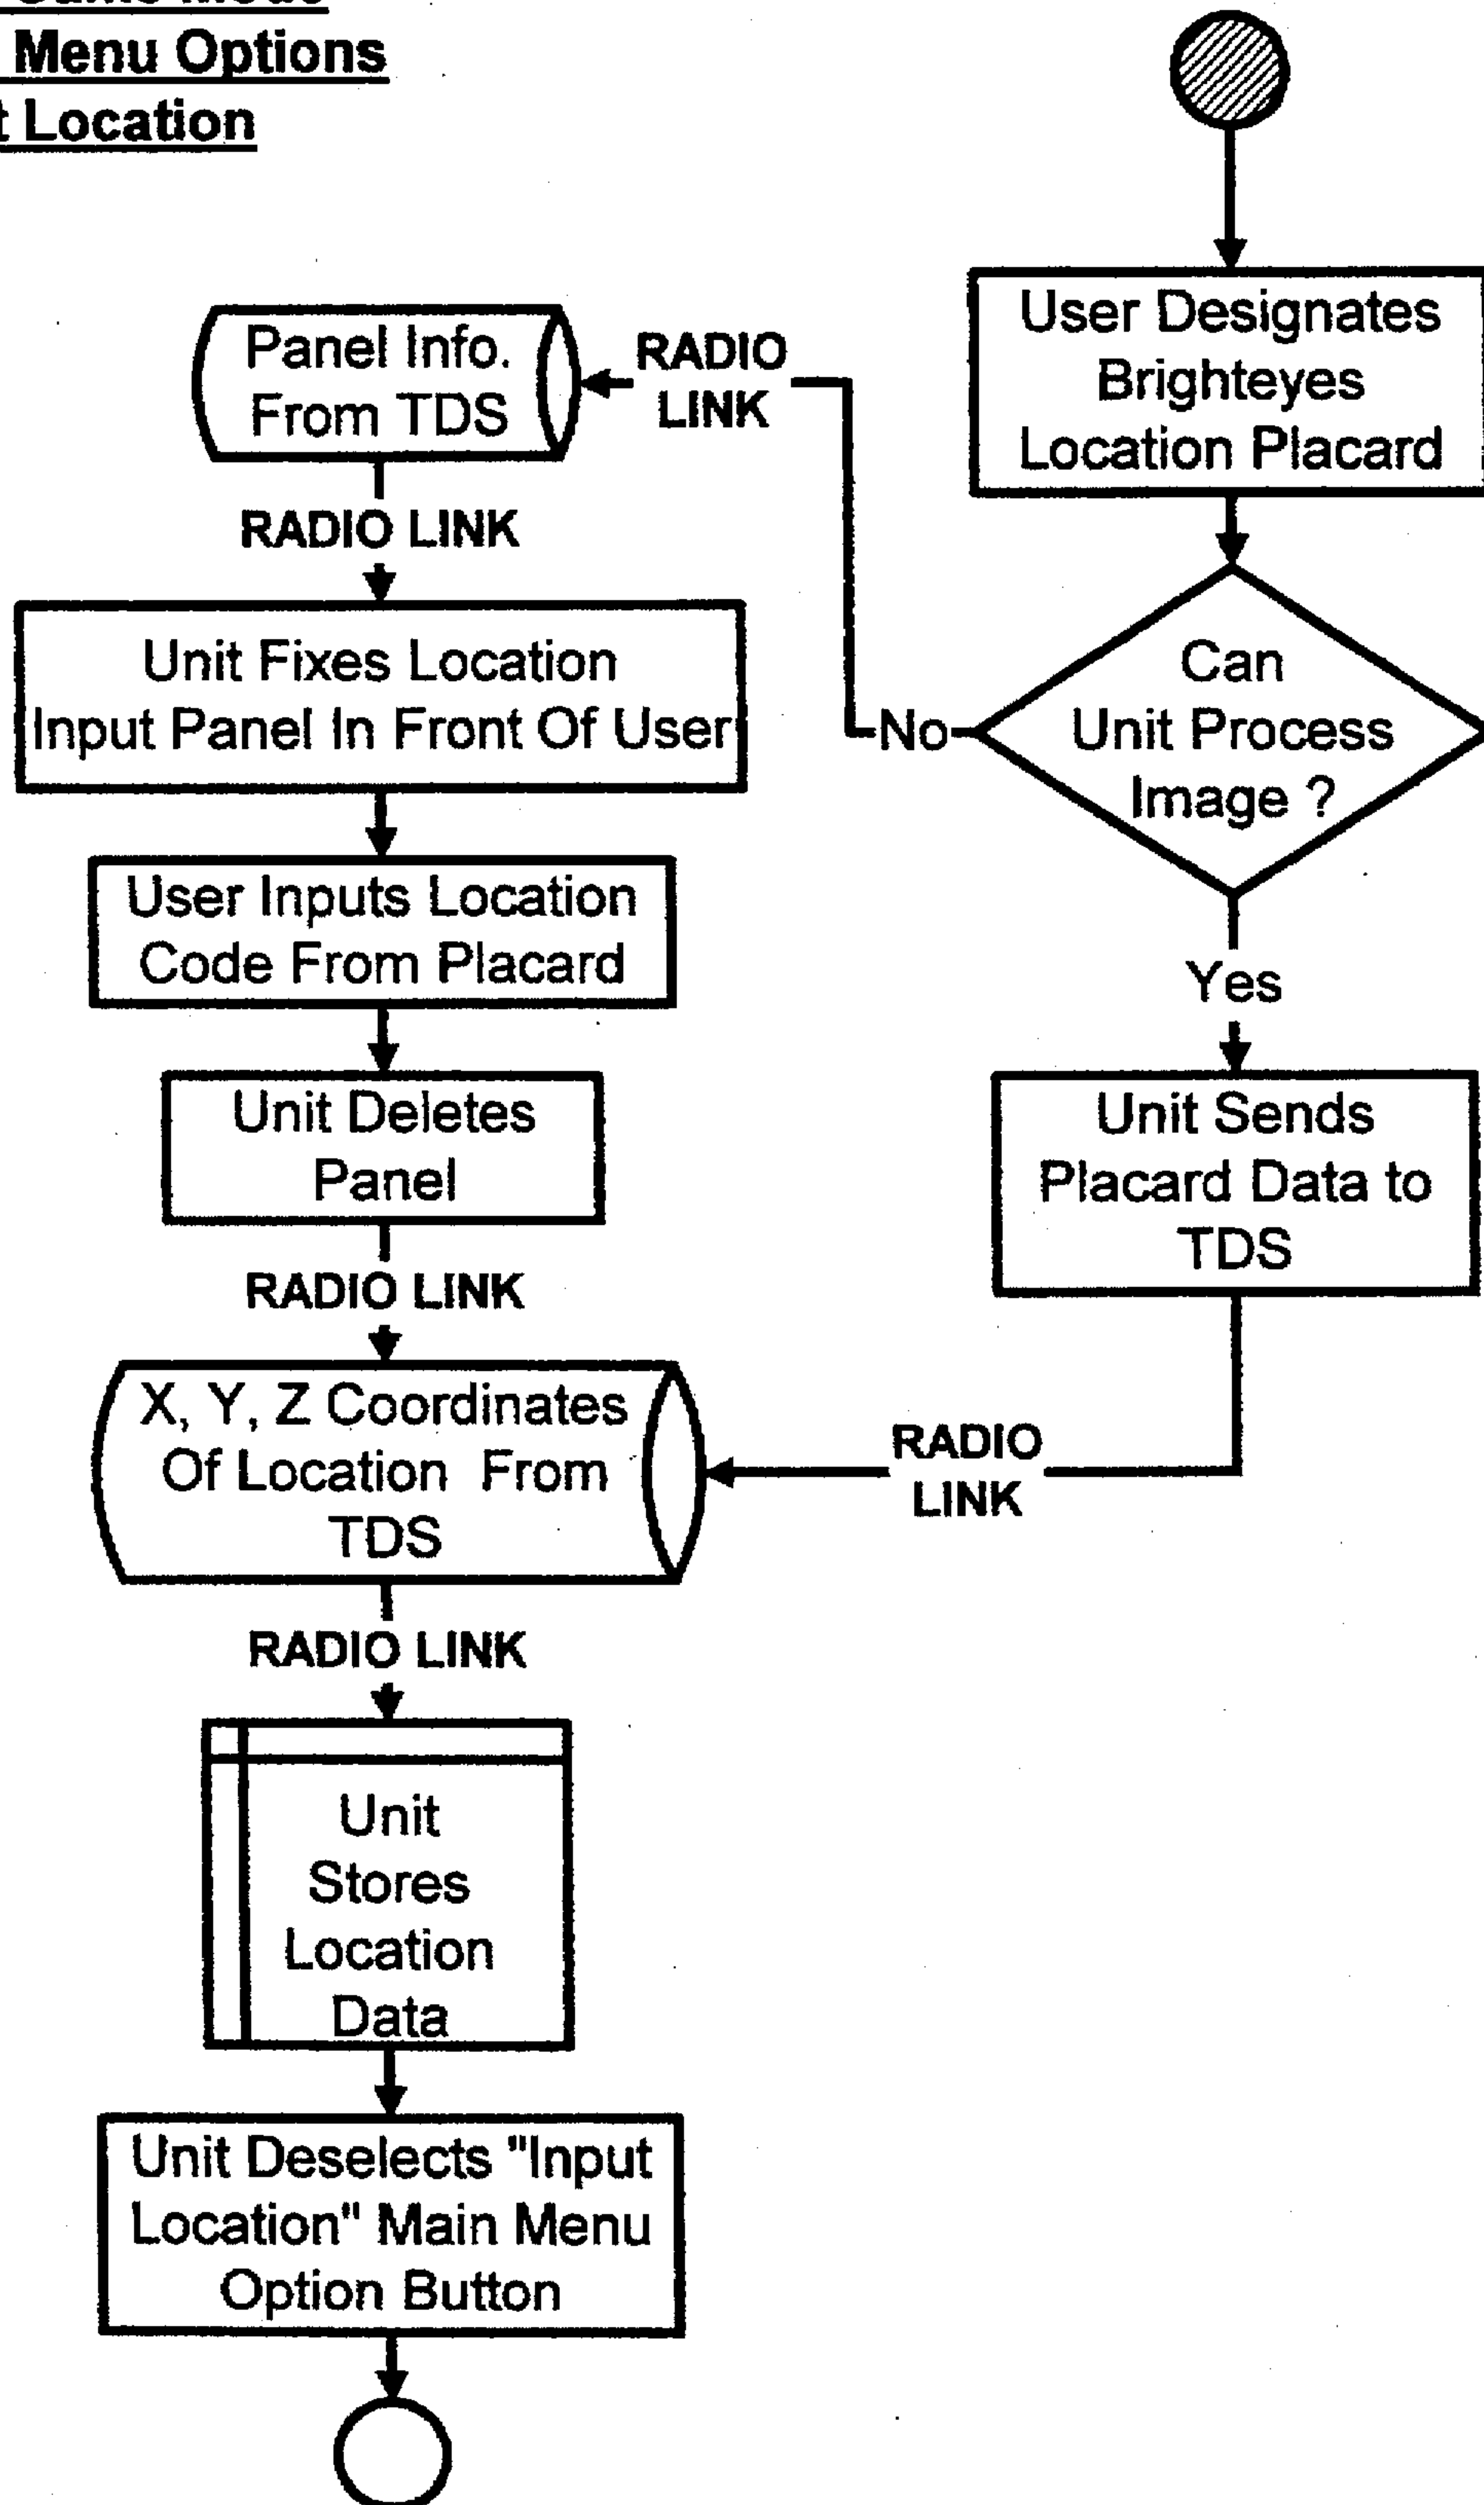 Menu Options
Location
User Designates
Brighteyes
Location Placard
Can
Unit Process
Image ?
No
Yes
RADIO
LINK
Panel Info.
From TDS
RADIO LINK
Unit Fixes Location
Input Panel In Front Of User
User Inputs Location
Code From Placard
Unit Deletes
Panel
RADIO LINK
Unit Sends
Placard Data to
TDS
RADIO
LINK
X, Y, Z Coordinates
Of Location From
TDS
RADIO LINK
Unit
Stores
Location
Data
Unit Deselects "Input
Location" Main Menu
Option Button